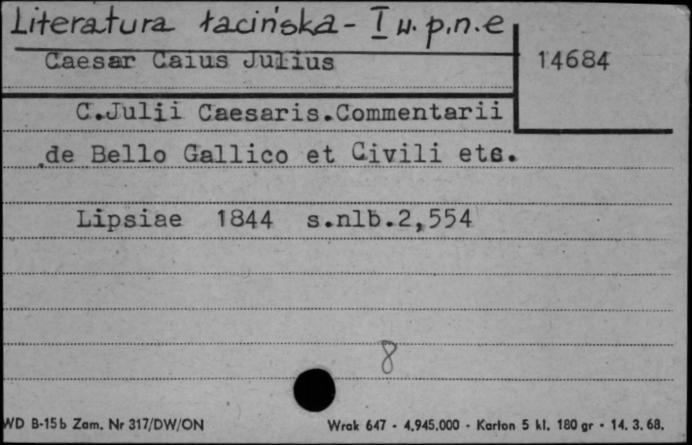 Literatura łacińska - I w. p.n.e
Caesar Caius Julius
14684
C.Julii Caesaris.Commentarii
de Bello Gallico et Civili etc.
Lipsiae 1844 s.nlb.2,554
8
WD B-15b Zam. Nr 317/DW/ON
Wrak 647 - 4.945.000 - Karton 5 kl. 180 gr - 14. 3. 68.